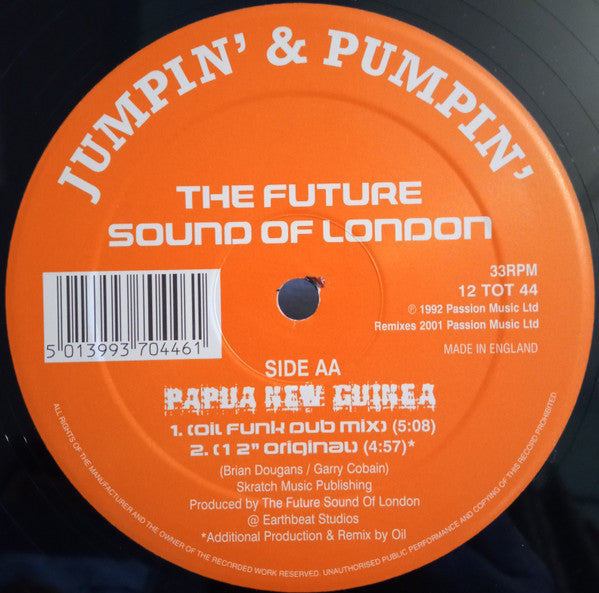 JUMPIN' & PUMPIN'
THE FUTURE
SOUND OF LONDON
33RPM
12 TOT 44
℗ 1992 Passion Music Ltd
Remixes 2001 Passion Music Ltd
MADE IN ENGLAND
5 013993 704461
SIDE AA
PAPUA NEW GUINEA
1. (OIL FUNK DUB MIX) (5:08)
2. (1 2" ORIGINAL) (4:57)*
(Brian Dougans / Garry Cobain)
Skratch Music Publishing
Produced by The Future Sound Of London
@ Earthbeat Studios
*Additional Production & Remix by Oil
ALL RIGHTS OF THE MANUFACTURER AND THE OWNER OF THE RECORDED WORK RESERVED. UNAUTHORISED PUBLIC PERFORMANCE AND COPYING OF THIS RECORD PROHIBITED